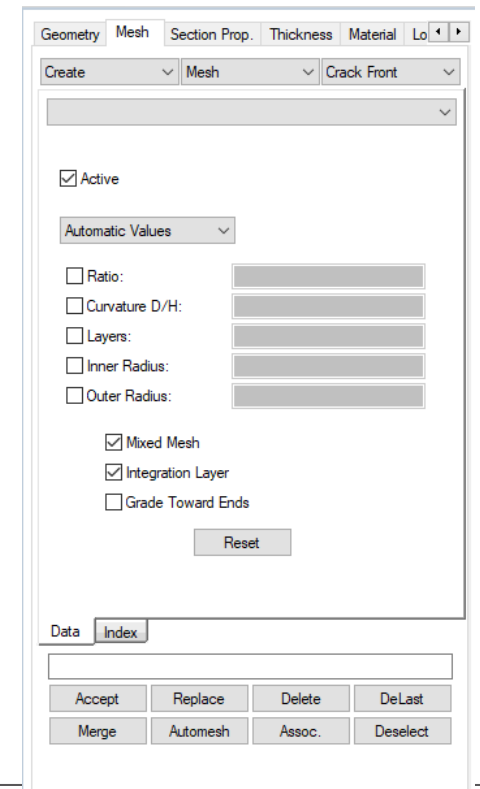 Geometry Mesh Section Prop. Thickness Material Lo
Create Mesh Crack Front
Active
Automatic Values
Ratio:
Curvature D/H:
Layers:
Inner Radius:
Outer Radius:
Mixed Mesh
Integration Layer
Grade Toward Ends
Reset
Data Index
Accept Replace Delete DeLast
Merge Automesh Assoc. Deselect